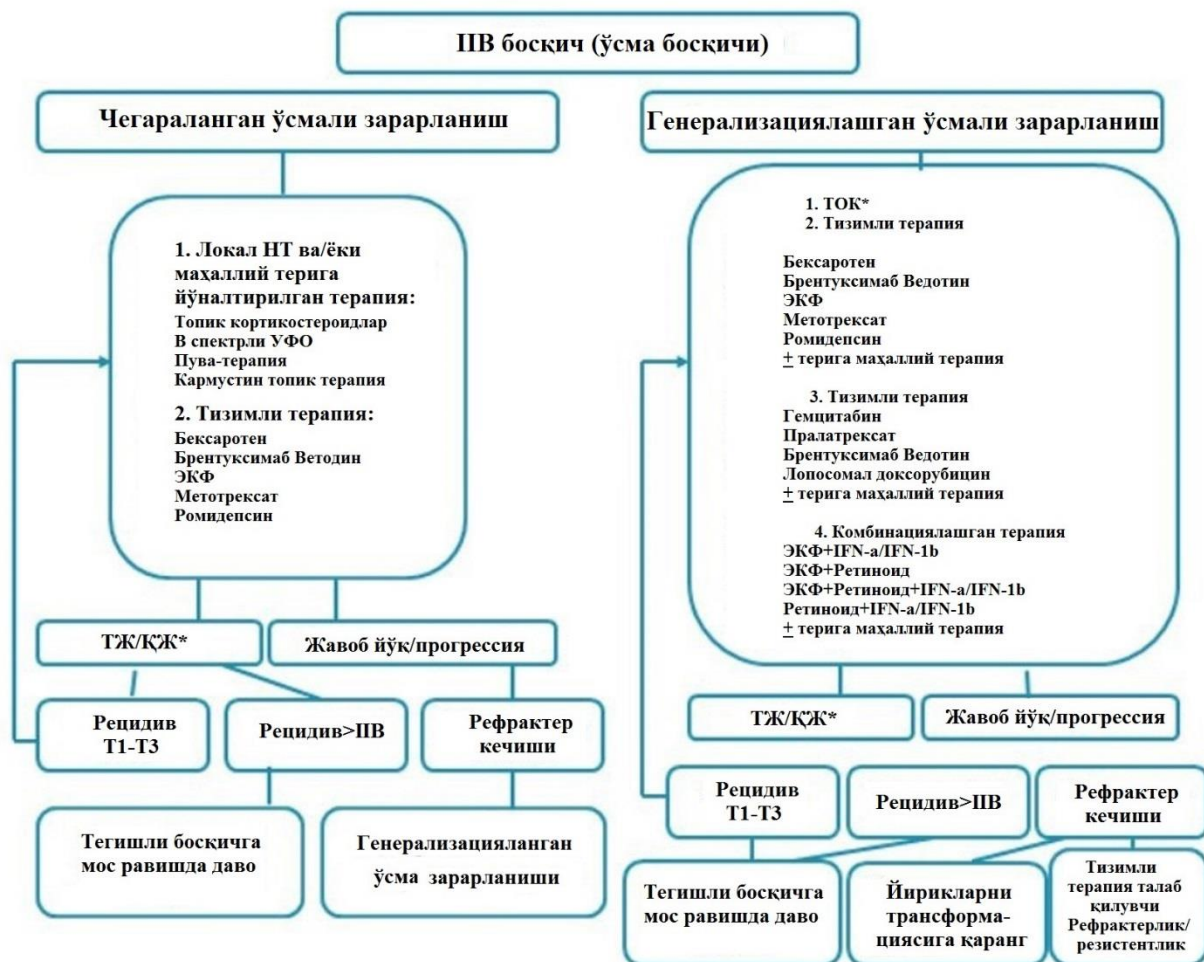 IIВ босқич (ўсма босқичи)
Чегараланган ўсмали зарарланиш
1. Локал НТ ва/ёки
маҳаллий терига
йўналтирилган терапия:
Топик кортикостероидлар
В спектрли УФО
Пува-терапия
Кармустин топик терапия
2. Тизимли терапия:
Бексаротен
Брентуксимаб Ветодин
ЭКФ
Метотрексат
Ромидепсин
ТЖ/ҚЖ*
Жавоб йўқ/прогрессия
Рецидив
Т1-Т3
Рецидив>IIВ
Рефрактер
кечиши
Тегишли босқичга
мос равишда даво
Генерализацияланган
ўсма зарарланиши
Генерализациялашган ўсмали зарарланиш
1. ТОК*
2. Тизимли терапия
Бексаротен
Брентуксимаб Ведотин
ЭКФ
Метотрексат
Ромидепсин
± терига маҳаллий терапия
3. Тизимли терапия
Гемцитабин
Пралатрексат
Брентуксимаб Ведотин
Лопосомал доксорубицин
± терига маҳаллий терапия
4. Комбинациялашган терапия
ЭКФ+IFN-a/IFN-1b
ЭКФ+Ретиноид
ЭКФ+Ретиноид+IFN-a/IFN-1b
Ретиноид+IFN-a/IFN-1b
± терига маҳаллий терапия
ТЖ/ҚЖ*
Жавоб йўқ/прогрессия
Рецидив
Т1-Т3
Рецидив>IIВ
Рефрактер
кечиши
Тегишли босқичга
мос равишда даво
Йирикларни
трансформа-
циясига қаранг
Тизимли
терапия талаб
қилувчи
Рефрактерлик/
резистентлик